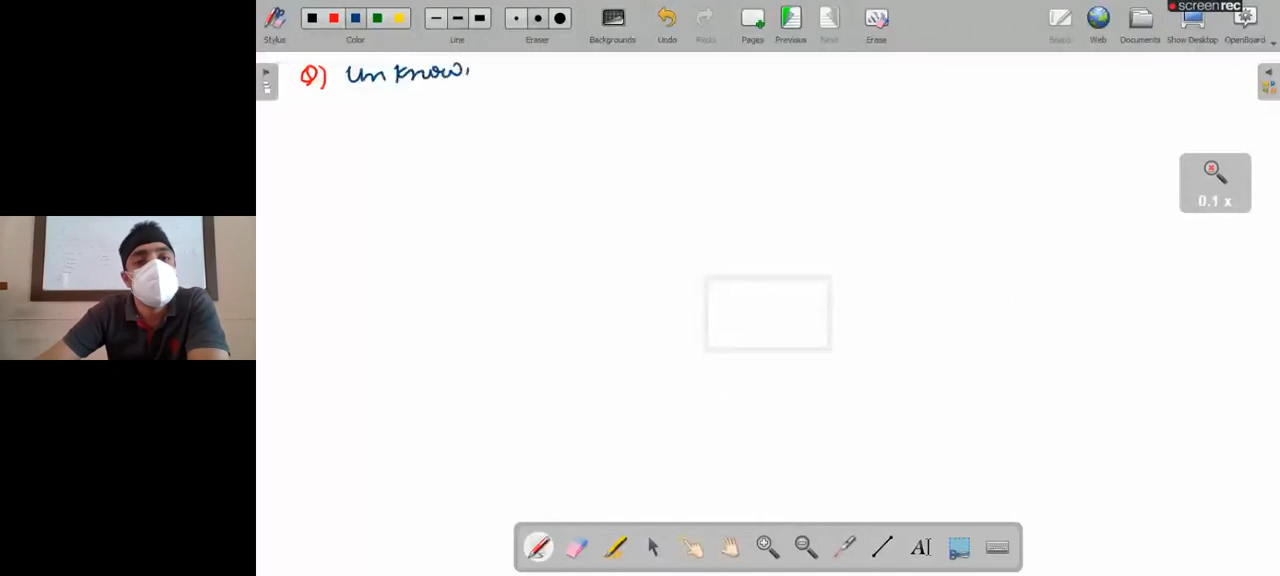 screenrec
Stylus Color Line Eraser Backgrounds Undo Redo Pages Previous Next Erase Board Web Documents Show Desktop OpenBoard
Q) Un know
0.1 x